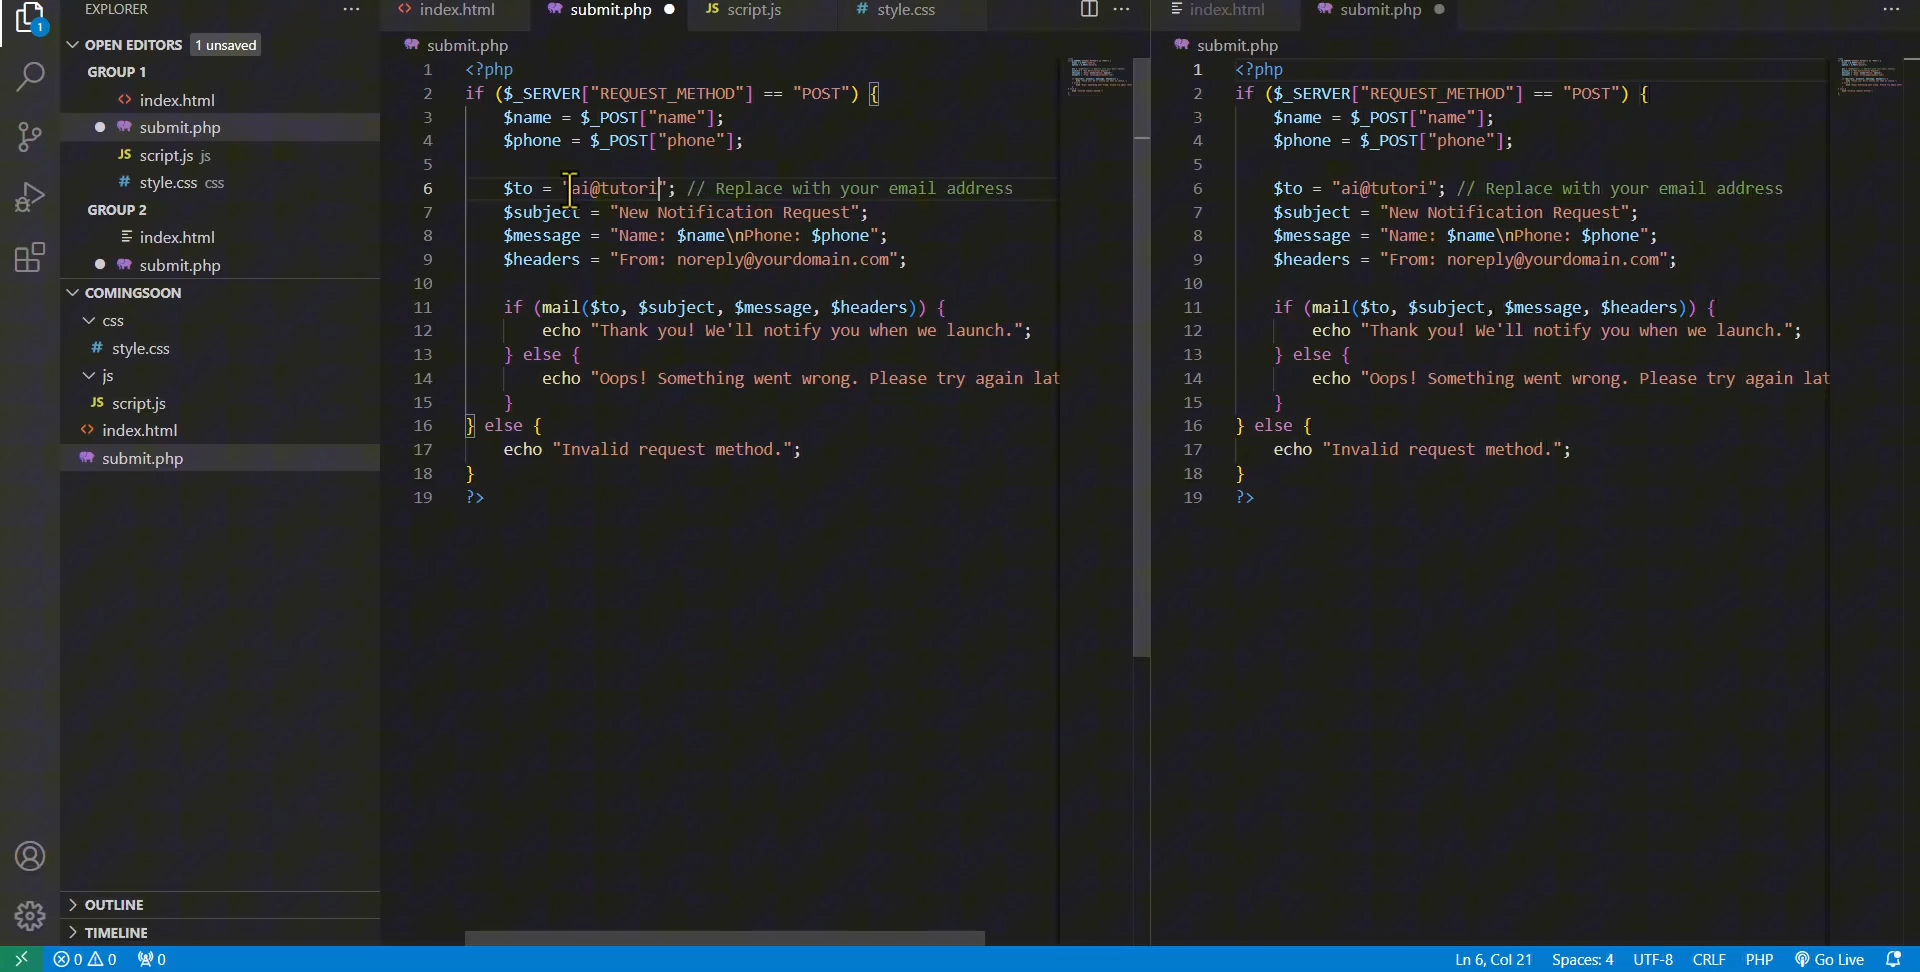 EXPLORER
OPEN EDITORS 1 unsaved
GROUP 1
index.html
submit.php
script.js js
style.css css
GROUP 2
index.html
submit.php
COMINGSOON
css
style.css
js
script.js
index.html
submit.php
OUTLINE
TIMELINE
index.html submit.php script.js style.css
submit.php
1 <?php
2 if ($_SERVER["REQUEST_METHOD"] == "POST") {
3 $name = $_POST["name"];
4 $phone = $_POST["phone"];
5
6 $to = "ai@tutori"; // Replace with your email address
7 $subject = "New Notification Request";
8 $message = "Name: $name\nPhone: $phone";
9 $headers = "From: noreply@yourdomain.com";
10
11 if (mail($to, $subject, $message, $headers)) {
12 echo "Thank you! We'll notify you when we launch.";
13 } else {
14 echo "Oops! Something went wrong. Please try again lat
15 }
16 } else {
17 echo "Invalid request method.";
18 }
19 ?>
index.html submit.php
submit.php
1 <?php
2 if ($_SERVER["REQUEST_METHOD"] == "POST") {
3 $name = $_POST["name"];
4 $phone = $_POST["phone"];
5
6 $to = "ai@tutori"; // Replace with your email address
7 $subject = "New Notification Request";
8 $message = "Name: $name\nPhone: $phone";
9 $headers = "From: noreply@yourdomain.com";
10
11 if (mail($to, $subject, $message, $headers)) {
12 echo "Thank you! We'll notify you when we launch.";
13 } else {
14 echo "Oops! Something went wrong. Please try again lat
15 }
16 } else {
17 echo "Invalid request method.";
18 }
19 ?>
0 0 0 Ln 6, Col 21 Spaces: 4 UTF-8 CRLF PHP Go Live